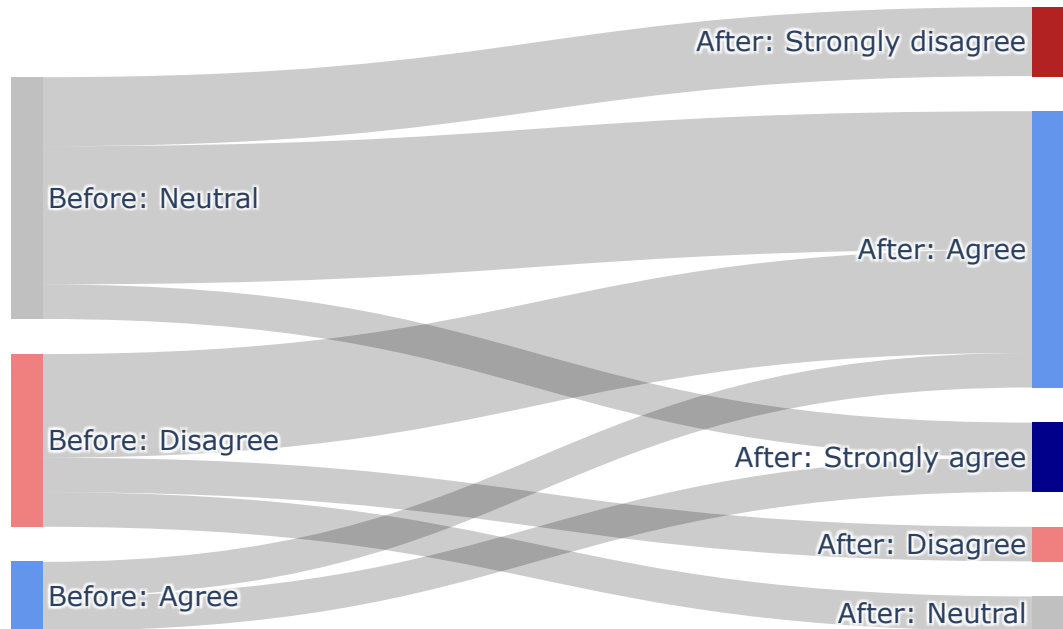 After: Strongly disagree
Before: Neutral
After: Agree
Before: Disagree
After: Strongly agree
After: Disagree
Before: Agree
After: Neutral